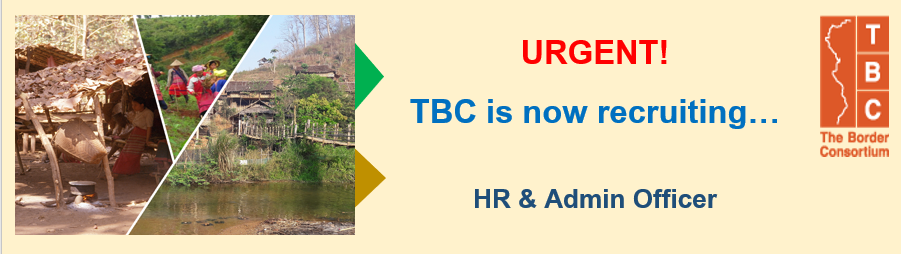 URGENT!
TBC is now recruiting…
HR & Admin Officer
T
B
C
The Border
Consortium